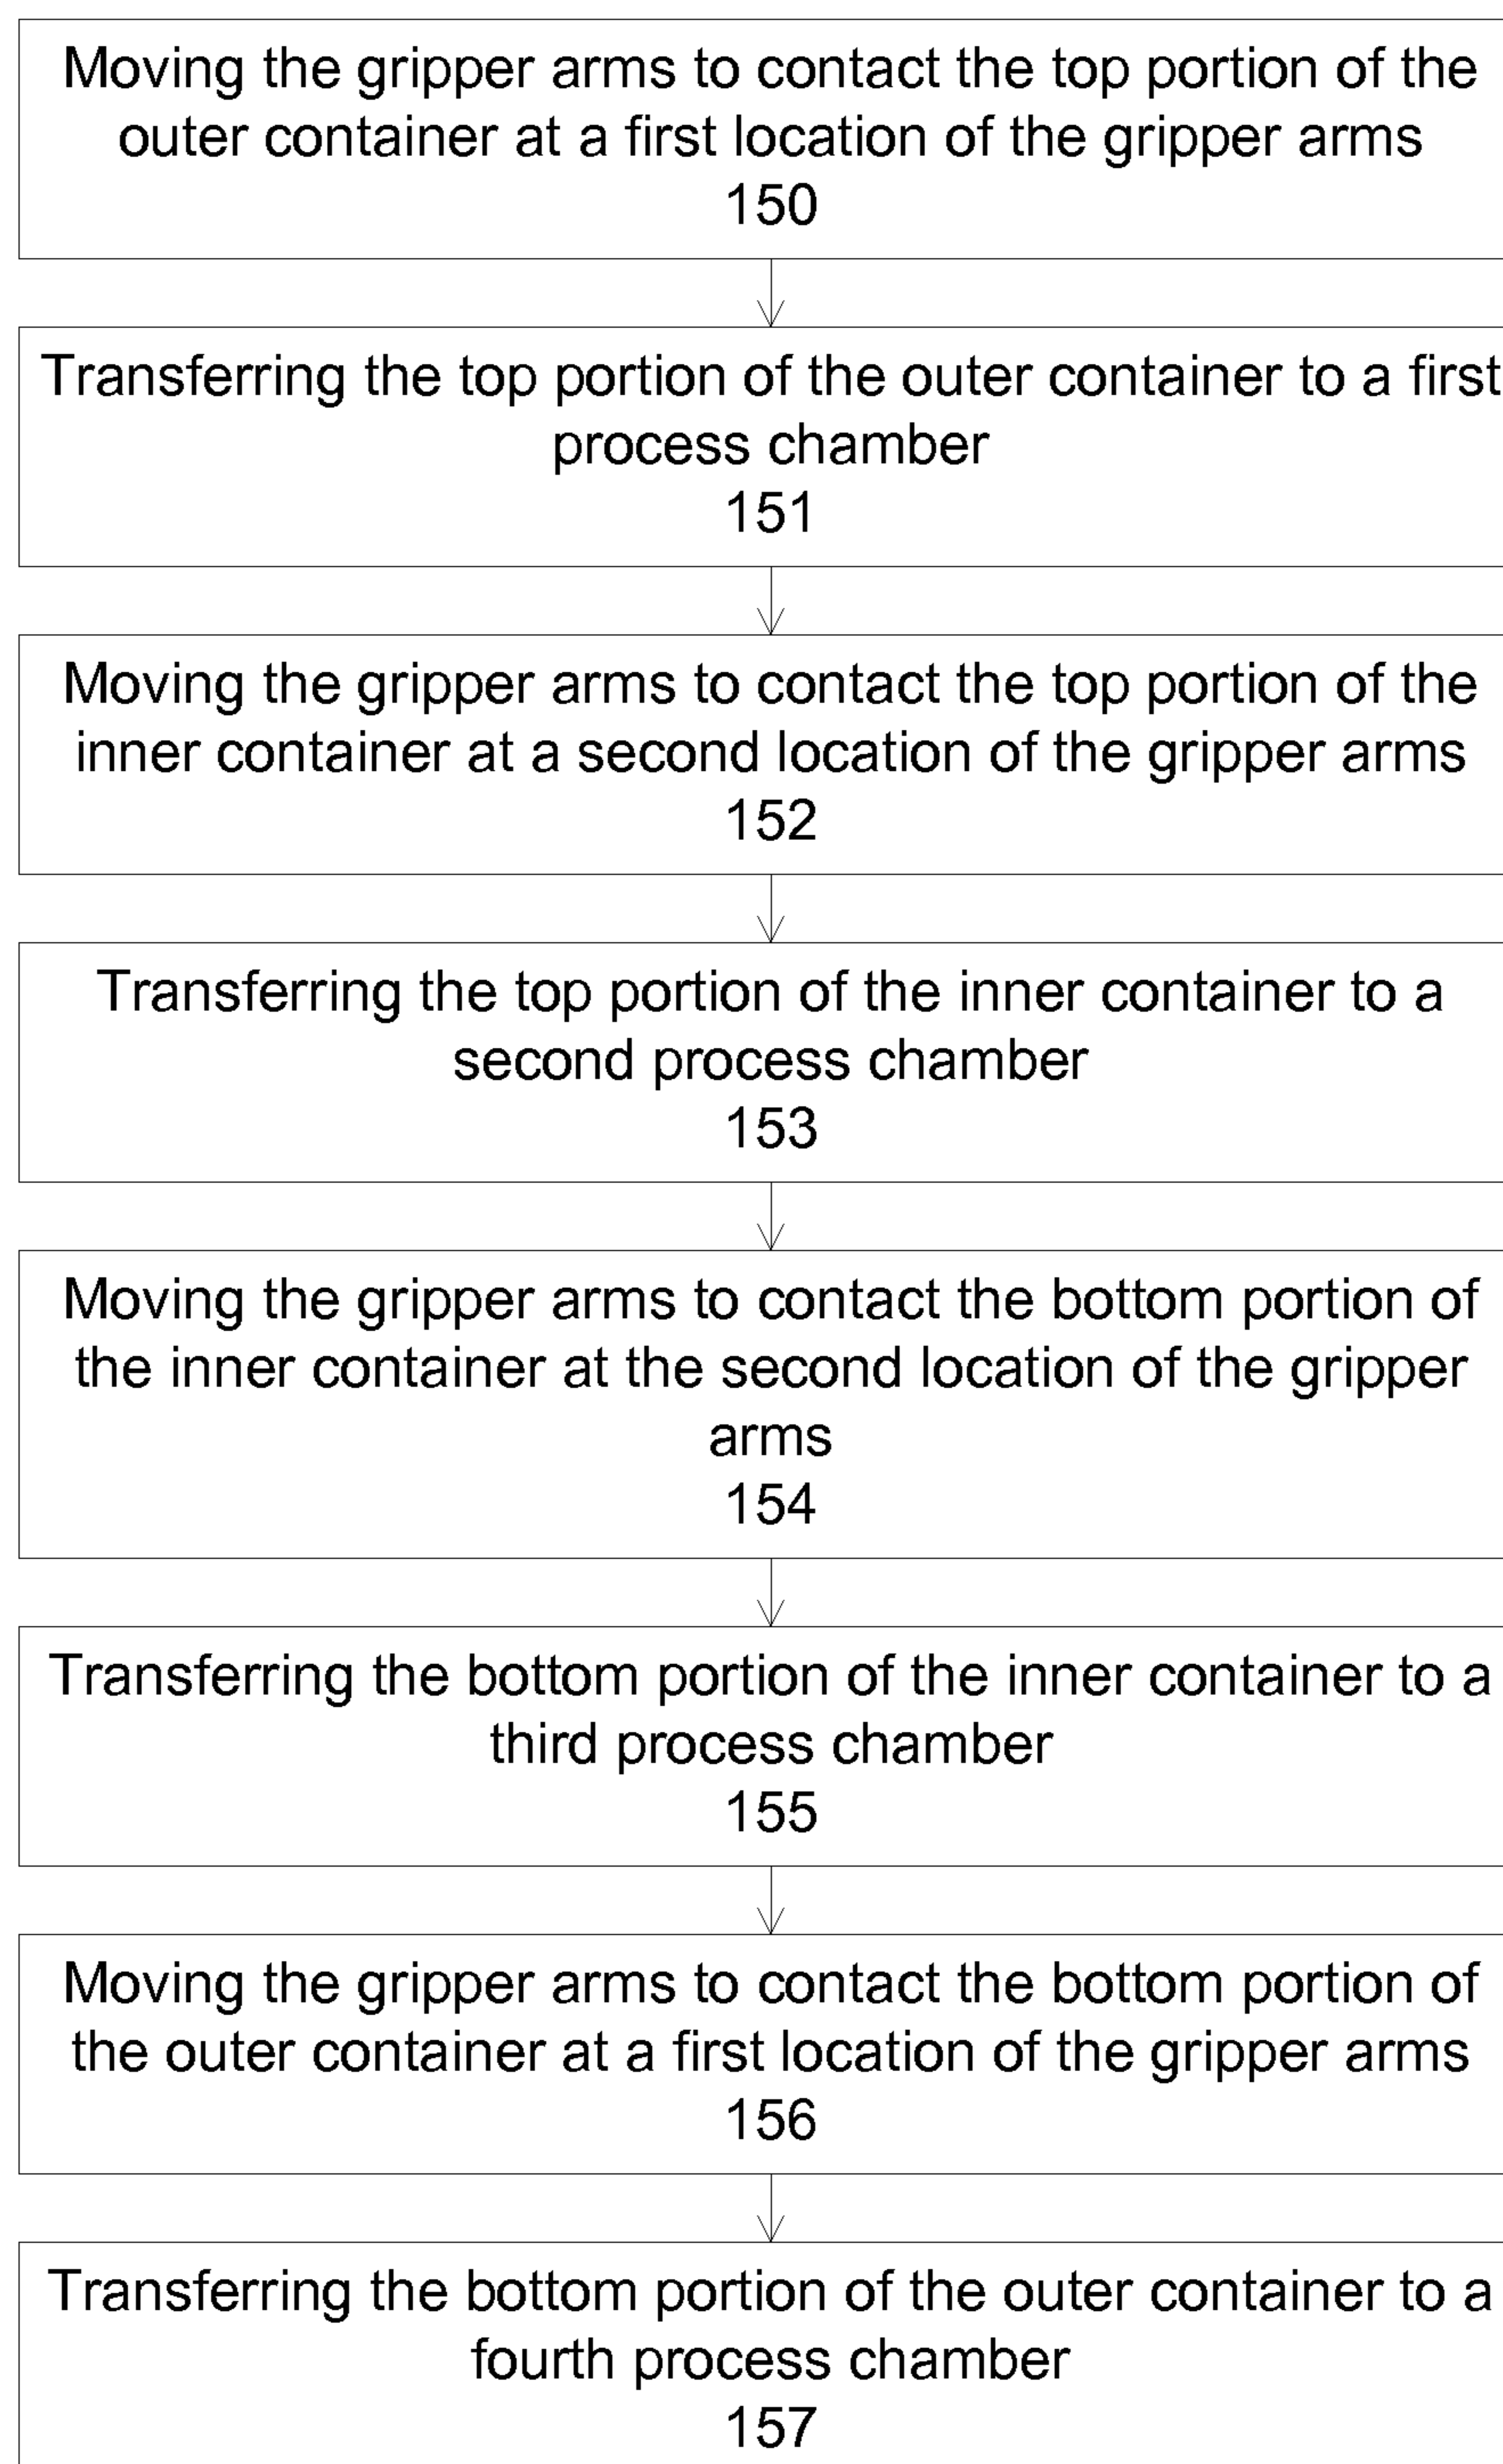 Moving the gripper arms to contact the top portion of the
outer container at a first location of the gripper arms
150
Transferring the top portion of the outer container to a first
process chamber
151
Moving the gripper arms to contact the top portion of the
inner container at a second location of the gripper arms
152
Transferring the top portion of the inner container to a
second process chamber
153
Moving the gripper arms to contact the bottom portion of
the inner container at the second location of the gripper
arms
154
Transferring the bottom portion of the inner container to a
third process chamber
155
Moving the gripper arms to contact the bottom portion of
the outer container at a first location of the gripper arms
156
Transferring the bottom portion of the outer container to a
fourth process chamber
157